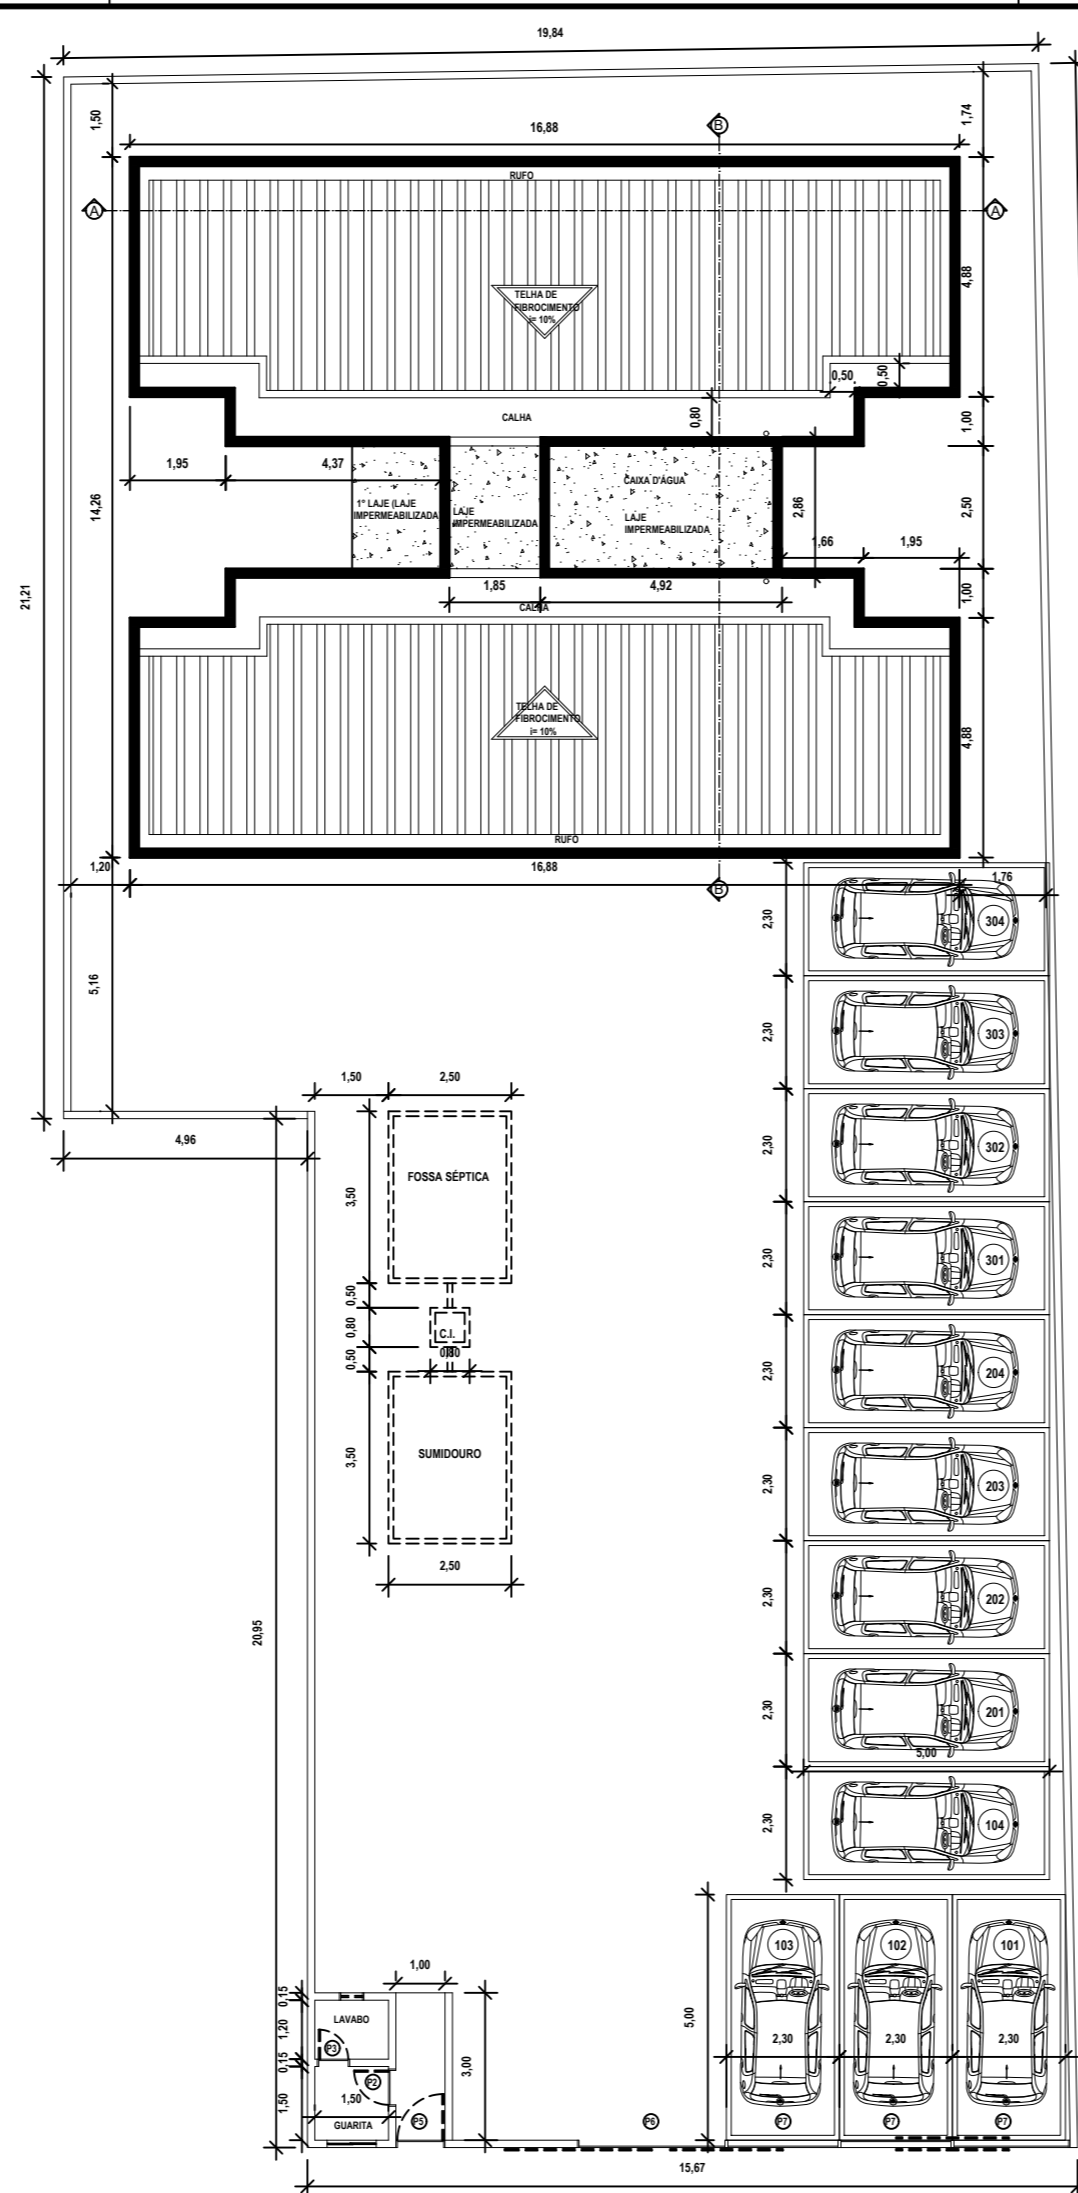 19,84
1,50
1,74
16,88
B
RUFO
A
A
TELHA DE
FIBROCIMENTO
i= 10%
4,88
0,50
0,50
0,80
CALHA
1,00
1,95
4,37
14,26
1º LAJE (LAJE
IMPERMEABILIZADA
LAJE
IMPERMEABILIZADA
CAIXA D'ÁGUA
LAJE
IMPERMEABILIZADA
2,86
2,50
1,66
1,95
21,21
1,85
4,92
1,00
CALHA
TELHA DE
FIBROCIMENTO
i= 10%
4,88
RUFO
1,20
16,88
B
1,76
2,30
304
5,16
2,30
303
1,50
2,50
4,96
2,30
302
FOSSA SÉPTICA
3,50
2,30
301
0,50
0,80
C.I.
0,80
0,50
2,30
204
SUMIDOURO
3,50
2,30
203
2,50
2,30
202
20,95
2,30
201
5,00
2,30
104
103
102
101
1,00
0,15
LAVABO
1,20
P3
5,00
2,30
2,30
2,30
0,15
P2
3,00
1,50
1,50
GUARITA
P5
P6
P7
P7
P7
15,67